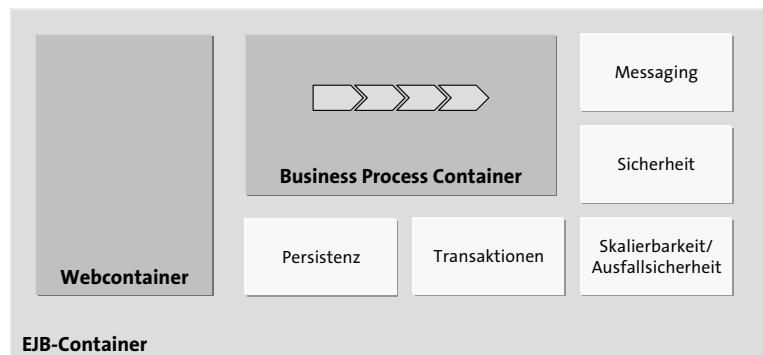 Messaging
Business Process Container
Sicherheit
Webcontainer
Persistenz
Transaktionen
Skalierbarkeit/
Ausfallsicherheit
EJB-Container